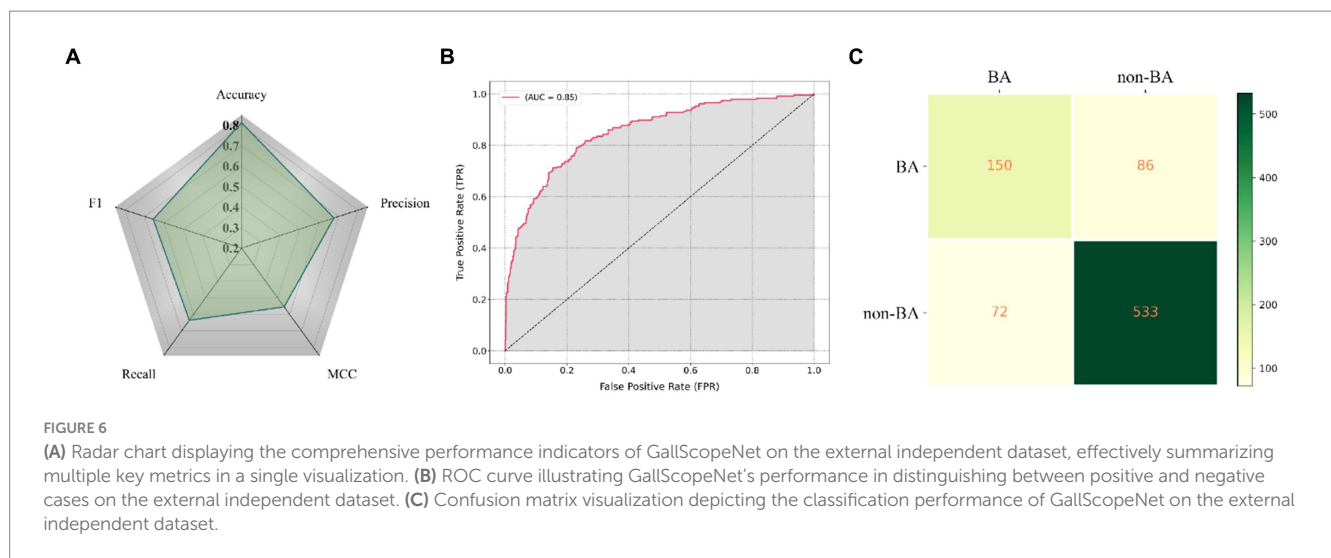 A
Accuracy
0.8
0.7
0.6
0.5
0.4
0.3
0.2
F1
Precision
Recall
MCC
B
(AUC = 0.85)
1.0
0.8
0.6
0.4
0.2
0.0
True Positive Rate (TPR)
0.0 0.2 0.4 0.6 0.8 1.0
False Positive Rate (FPR)
C
BA non-BA
BA 150 86
non-BA 72 533
500
400
300
200
100
FIGURE 6
(A) Radar chart displaying the comprehensive performance indicators of GallScopeNet on the external independent dataset, effectively summarizing
multiple key metrics in a single visualization. (B) ROC curve illustrating GallScopeNet’s performance in distinguishing between positive and negative
cases on the external independent dataset. (C) Confusion matrix visualization depicting the classification performance of GallScopeNet on the external
independent dataset.